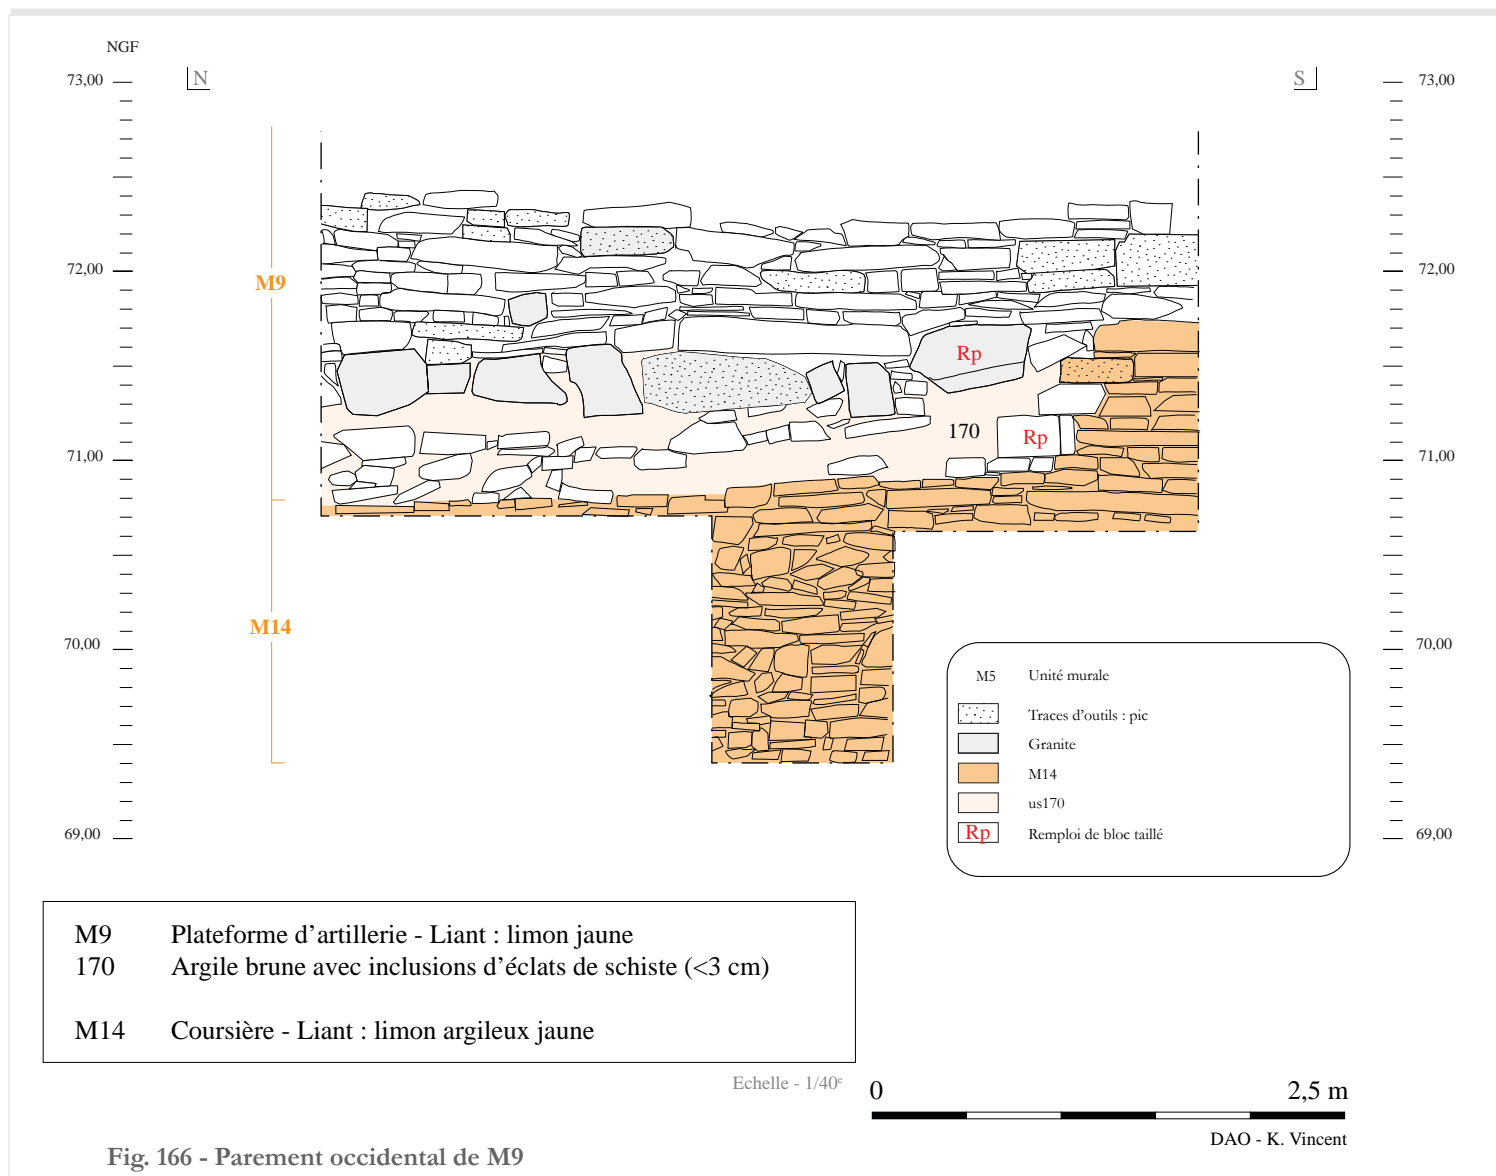 NGF
73,00
N
S
73,00
M9
72,00
72,00
Rp
170
Rp
71,00
71,00
M14
70,00
70,00
M5 Unité murale
Traces d’outils : pic
Granite
M14
us170
Rp Remploi de bloc taillé
69,00
69,00
M9 Plateforme d’artillerie - Liant : limon jaune
170 Argile brune avec inclusions d’éclats de schiste (<3 cm)
M14 Coursière - Liant : limon argileux jaune
Echelle - 1/40e
0 2,5 m
DAO - K. Vincent
Fig. 166 - Parement occidental de M9